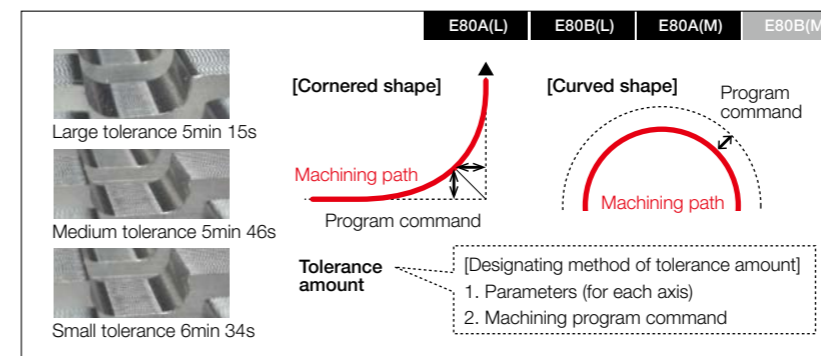 E80A(L) E80B(L) E80A(M) E80B(M
Large tolerance 5min 15s
Medium tolerance 5min 46s
Small tolerance 6min 34s
[Cornered shape]
Machining path
Program command
[Curved shape]
Program
command
Machining path
Tolerance
amount
[Designating method of tolerance amount]
1. Parameters (for each axis)
2. Machining program command